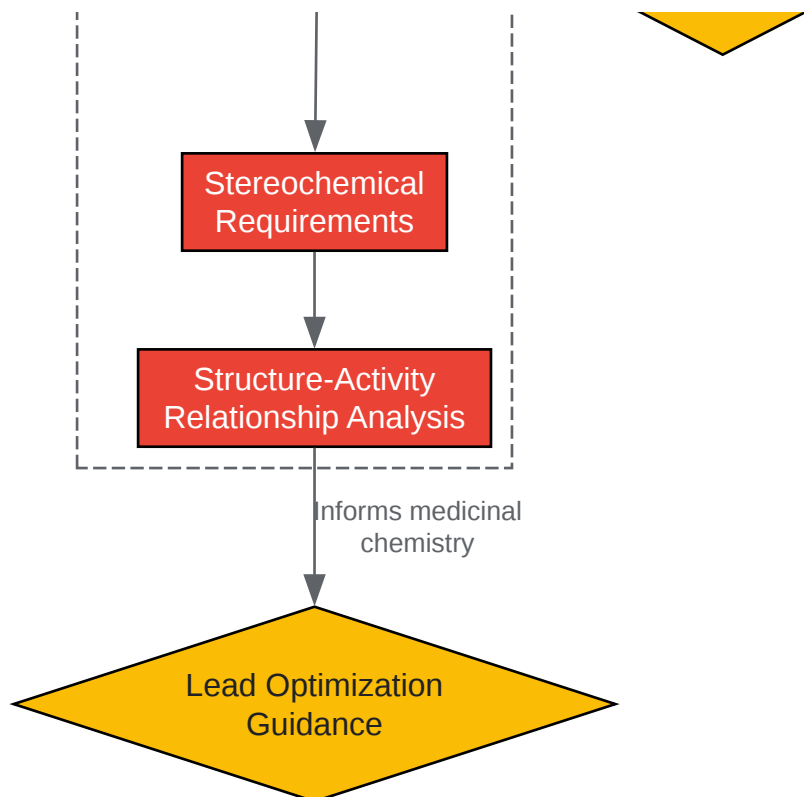 Stereochemical
Requirements
Structure-Activity
Relationship Analysis
Informs medicinal
chemistry
Lead Optimization
Guidance